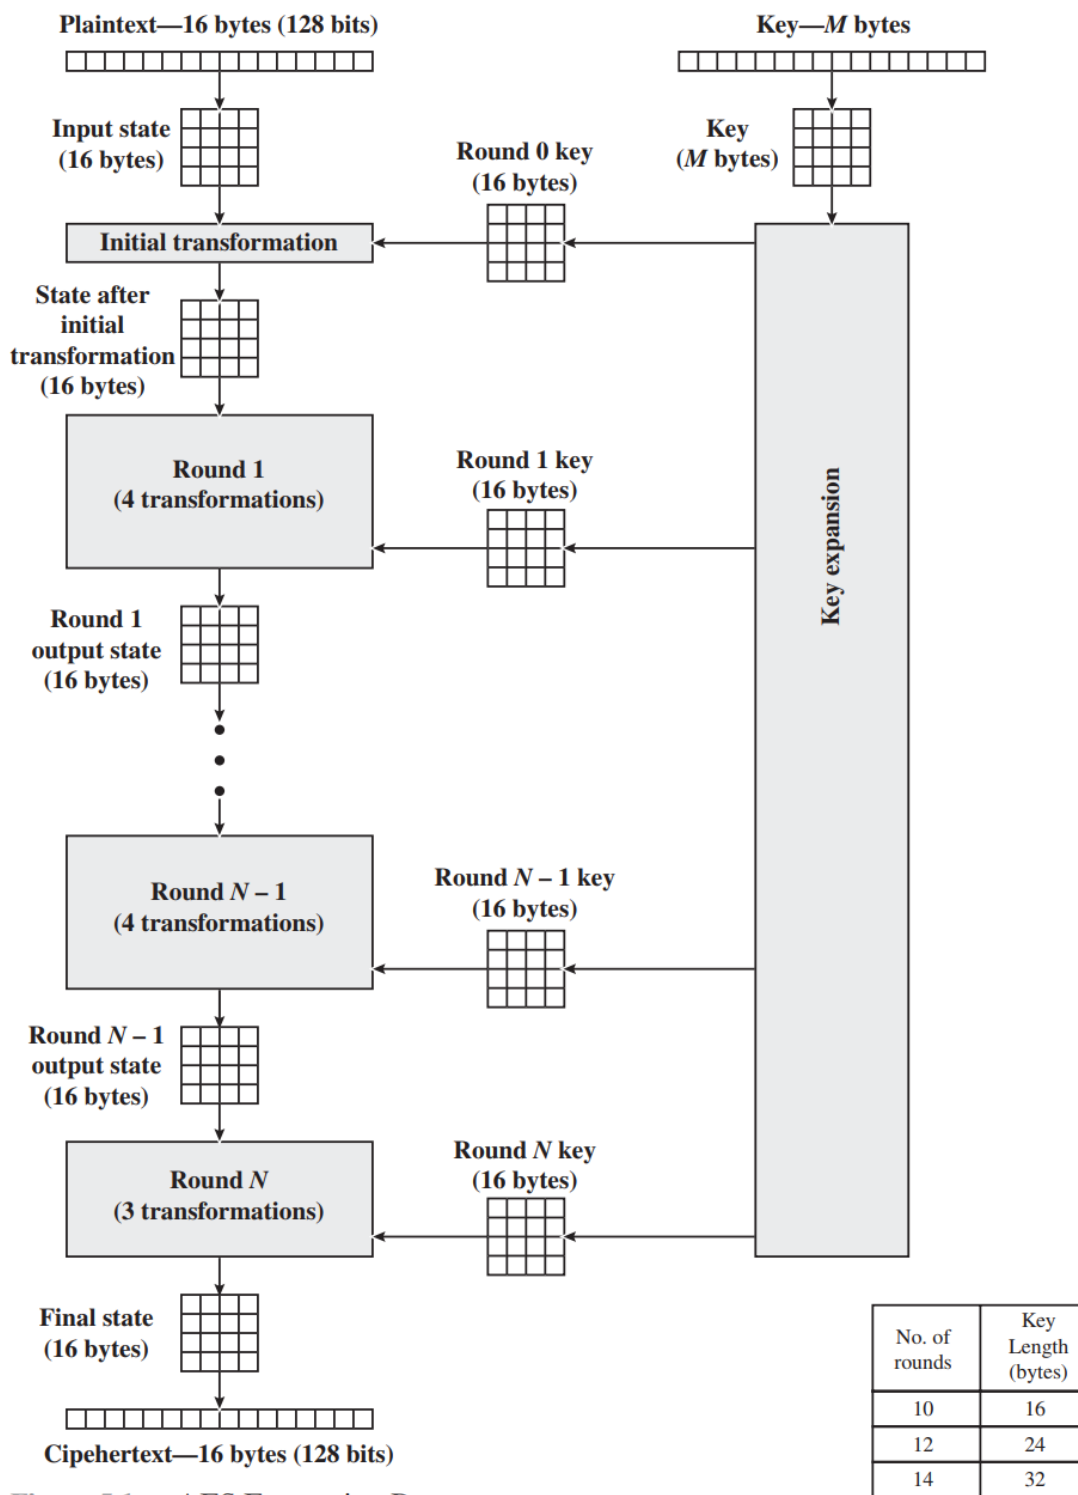 Plaintext—16 bytes (128 bits)
Key—M bytes
Input state
(16 bytes)
Key
(M bytes)
Round 0 key
(16 bytes)
Initial transformation
State after
initial
transformation
(16 bytes)
Round 1
(4 transformations)
Round 1 key
(16 bytes)
Key expansion
Round 1
output state
(16 bytes)
Round N – 1
(4 transformations)
Round N – 1 key
(16 bytes)
Round N – 1
output state
(16 bytes)
Round N
(3 transformations)
Round N key
(16 bytes)
Final state
(16 bytes)
Cipehertext—16 bytes (128 bits)
No. of
rounds
Key
Length
(bytes)
10 16
12 24
14 32